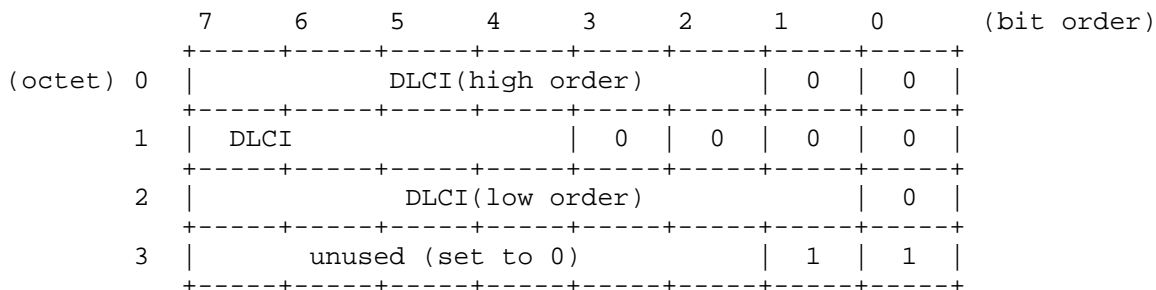 7     6     5     4     3     2     1     0     (bit order)
         +-----+-----+-----+-----+-----+-----+-----+-----+
(octet) 0 |            DLCI(high order)             |  0  |  0  |
         +-----+-----+-----+-----+-----+-----+-----+-----+
        1 |  DLCI                 |  0  |  0  |  0  |  0  |
         +-----+-----+-----+-----+-----+-----+-----+-----+
        2 |             DLCI(low order)             |  0  |
         +-----+-----+-----+-----+-----+-----+-----+-----+
        3 |       unused (set to 0)           |  1  |  1  |
         +-----+-----+-----+-----+-----+-----+-----+-----+